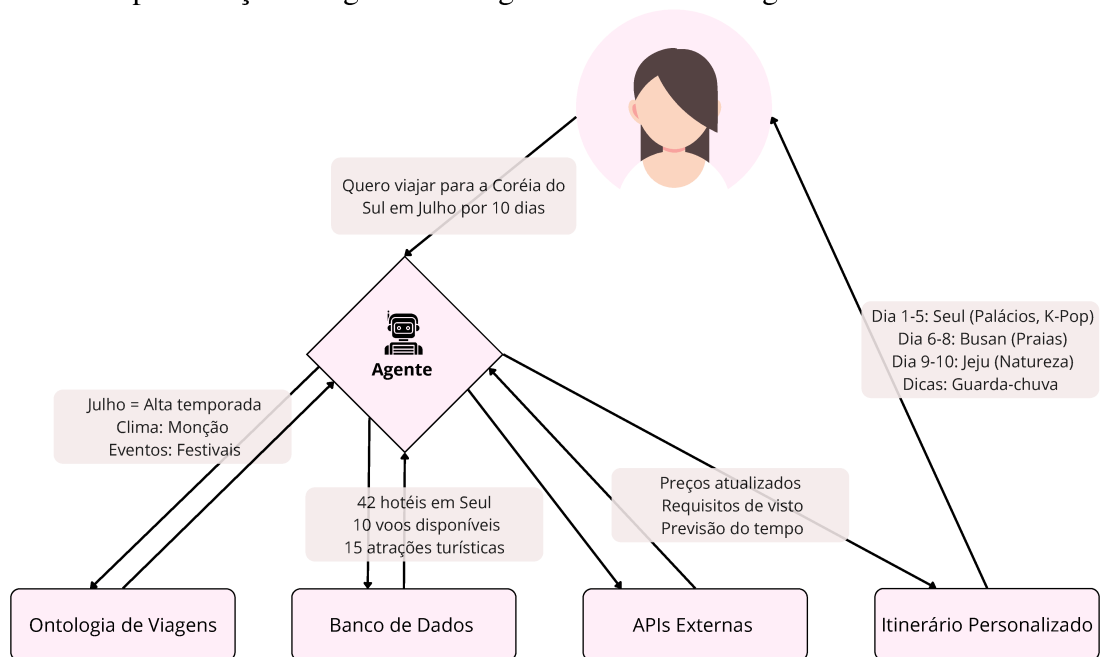 Quero viajar para a Coréia do
Sul em Julho por 10 dias
Agente
Dia 1-5: Seul (Palácios, K-Pop)
Dia 6-8: Busan (Praias)
Dia 9-10: Jeju (Natureza)
Dicas: Guarda-chuva
Julho = Alta temporada
Clima: Monção
Eventos: Festivais
42 hotéis em Seul
10 voos disponíveis
15 atrações turísticas
Preços atualizados
Requisitos de visto
Previsão do tempo
Ontologia de Viagens
Banco de Dados
APIs Externas
Itinerário Personalizado